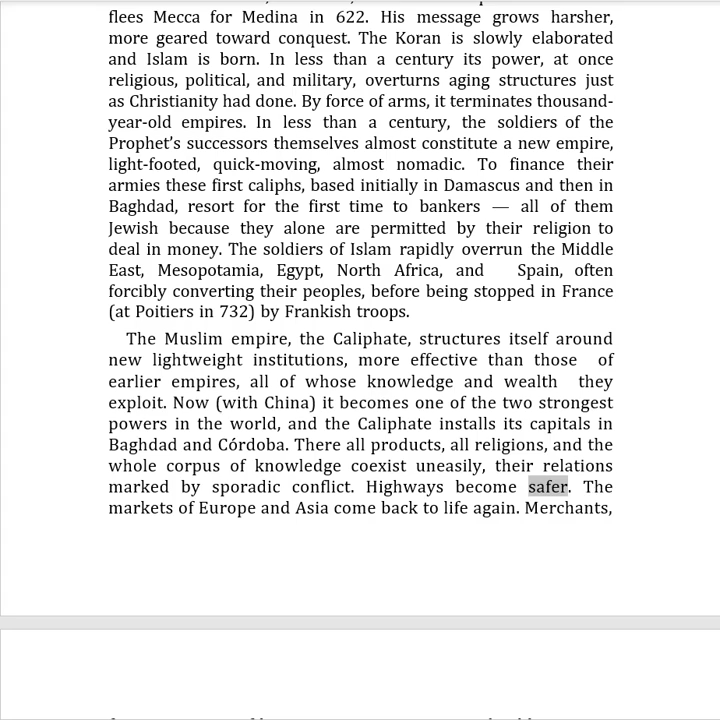 flees Mecca for Medina in 622. His message grows harsher,
more geared toward conquest. The Koran is slowly elaborated
and Islam is born. In less than a century its power, at once
religious, political, and military, overturns aging structures just
as Christianity had done. By force of arms, it terminates thousand-
year-old empires. In less than a century, the soldiers of the
Prophet’s successors themselves almost constitute a new empire,
light-footed, quick-moving, almost nomadic. To finance their
armies these first caliphs, based initially in Damascus and then in
Baghdad, resort for the first time to bankers — all of them
Jewish because they alone are permitted by their religion to
deal in money. The soldiers of Islam rapidly overrun the Middle
East, Mesopotamia, Egypt, North Africa, and Spain, often
forcibly converting their peoples, before being stopped in France
(at Poitiers in 732) by Frankish troops.
The Muslim empire, the Caliphate, structures itself around
new lightweight institutions, more effective than those of
earlier empires, all of whose knowledge and wealth they
exploit. Now (with China) it becomes one of the two strongest
powers in the world, and the Caliphate installs its capitals in
Baghdad and Córdoba. There all products, all religions, and the
whole corpus of knowledge coexist uneasily, their relations
marked by sporadic conflict. Highways become safer. The
markets of Europe and Asia come back to life again. Merchants,